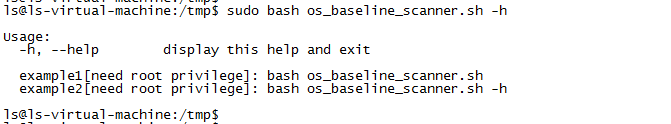 ls@ls-virtual-machine:/tmp$ sudo bash os_baseline_scanner.sh -h
Usage:
-h, --help display this help and exit
example1[need root privilege]: bash os_baseline_scanner.sh
example2[need root privilege]: bash os_baseline_scanner.sh -h
ls@ls-virtual-machine:/tmp$